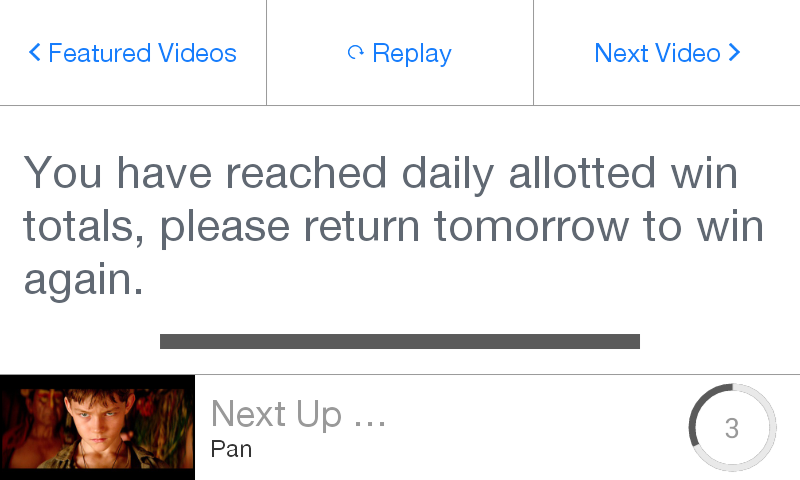 Featured Videos
Replay
Next Video
You have reached daily allotted win
totals, please return tomorrow to win
again.
Next Up ...
Pan
3